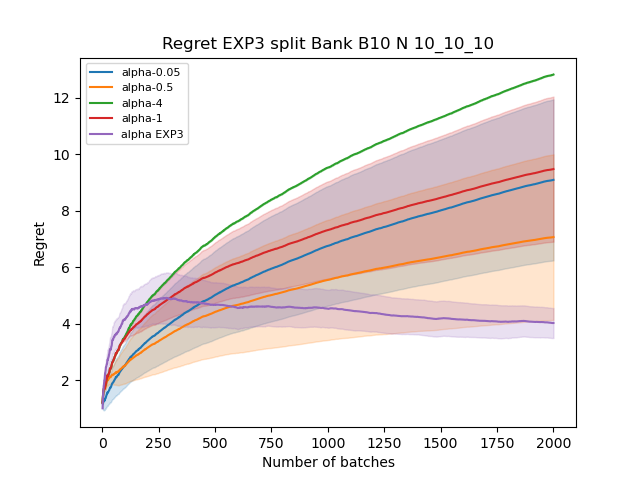 Regret EXP3 split Bank B10 N 10_10_10
alpha-0.05
alpha-0.5
alpha-4
alpha-1
alpha EXP3
12
10
8
6
4
2
Regret
0 250 500 750 1000 1250 1500 1750 2000
Number of batches